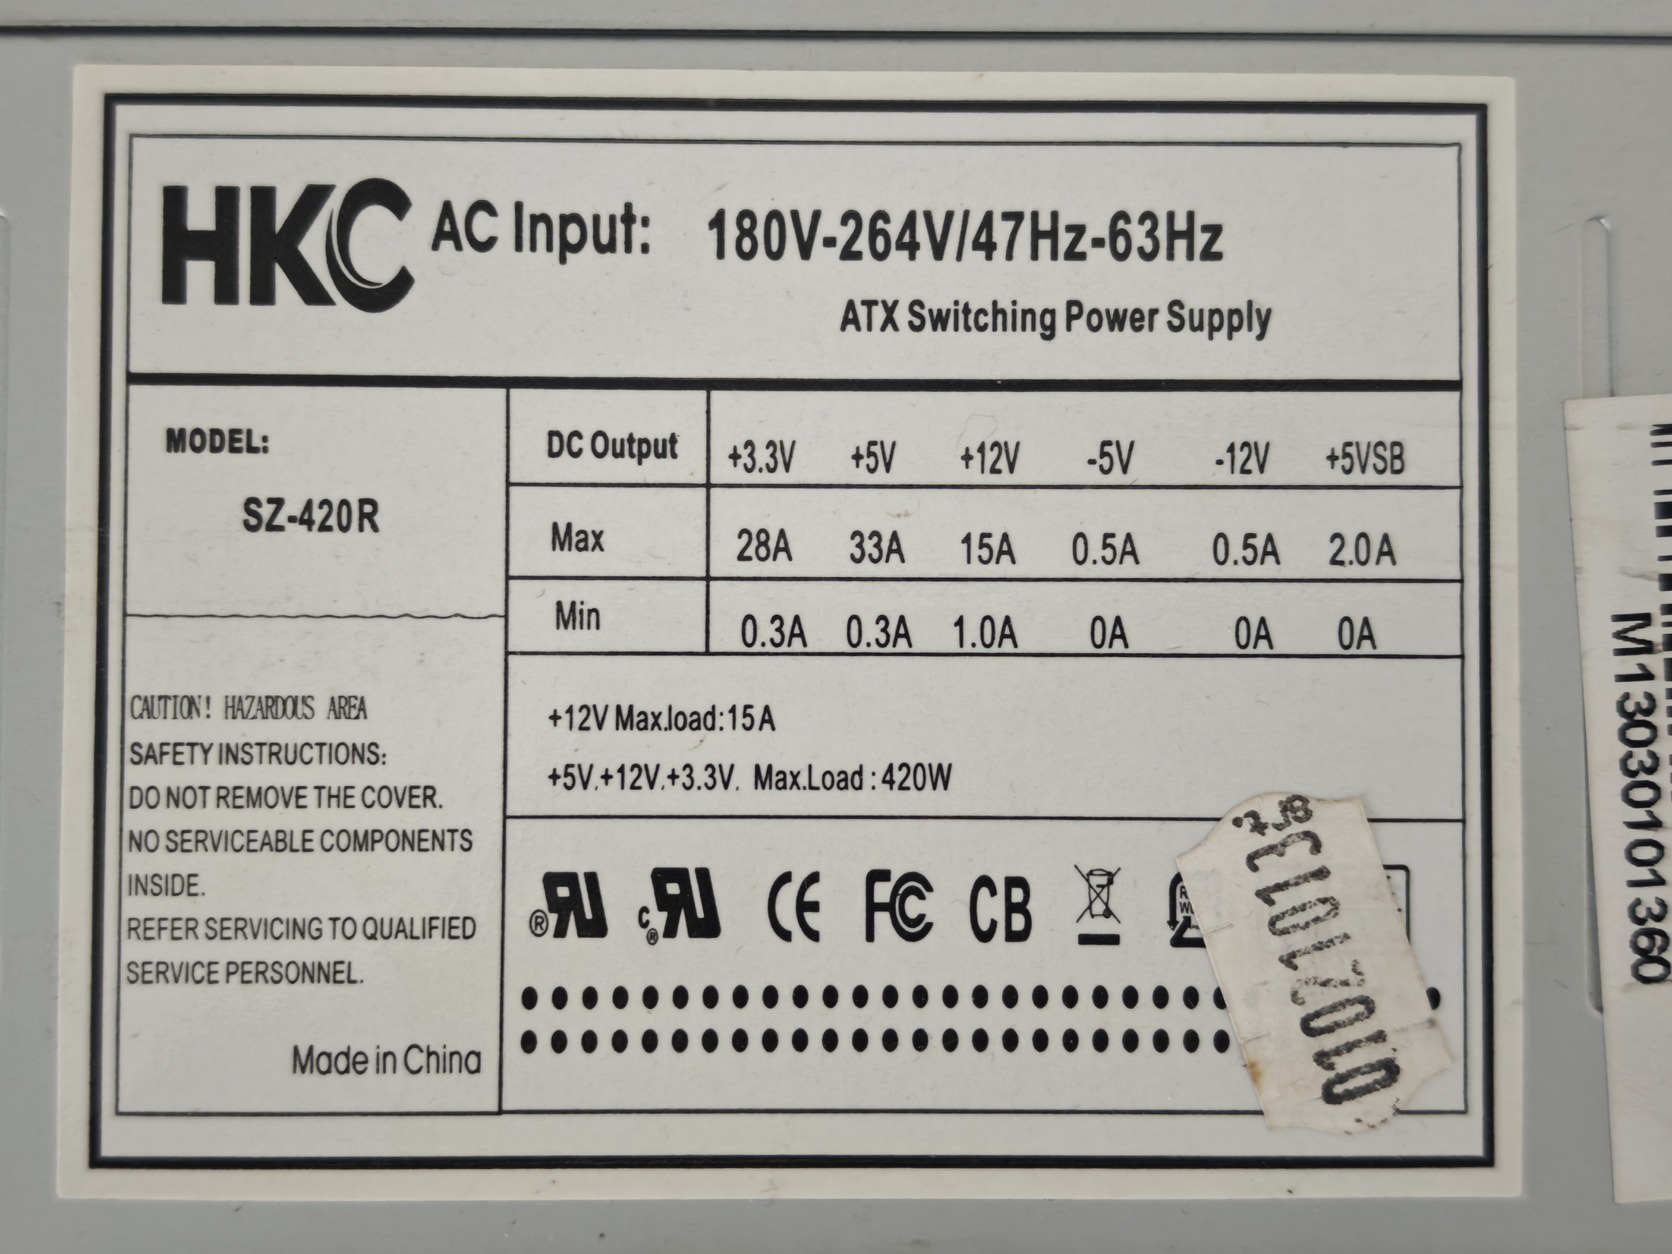 HKC AC Input: 180V-264V/47Hz-63Hz
ATX Switching Power Supply
MODEL:
SZ-420R
DC Output +3.3V +5V +12V -5V -12V +5VSB
Max 28A 33A 15A 0.5A 0.5A 2.0A
Min 0.3A 0.3A 1.0A 0A 0A 0A
+12V Max.load:15A
+5V,+12V,+3.3V. Max.Load:420W
CAUTION! HAZARDOUS AREA
SAFETY INSTRUCTIONS:
DO NOT REMOVE THE COVER.
NO SERVICEABLE COMPONENTS
INSIDE.
REFER SERVICING TO QUALIFIED
SERVICE PERSONNEL.
Made in China
CE FC CB
M13030101360